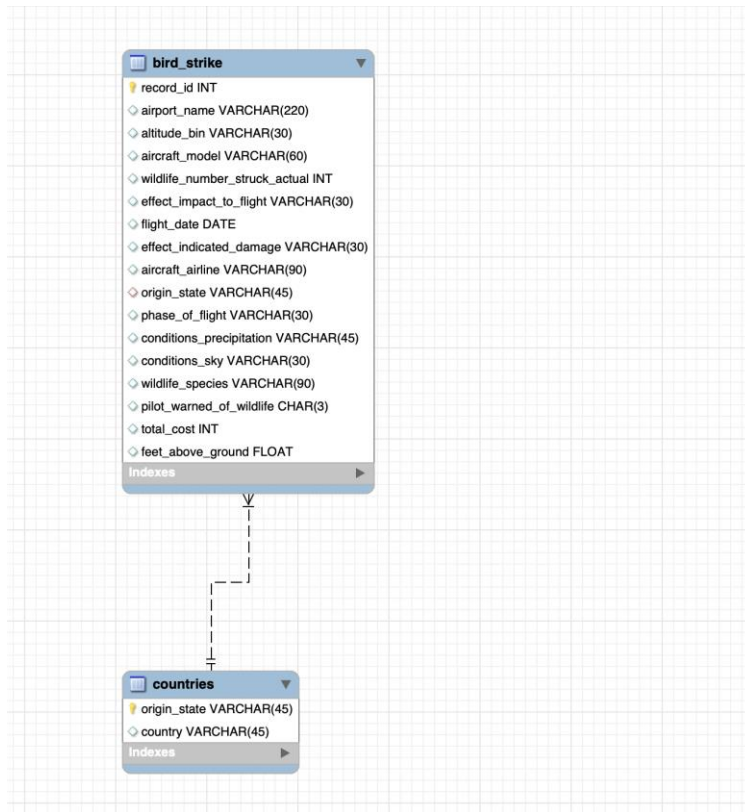 bird_strike
record_id INT
airport_name VARCHAR(220)
altitude_bin VARCHAR(30)
aircraft_model VARCHAR(60)
wildlife_number_struck_actual INT
effect_impact_to_flight VARCHAR(30)
flight_date DATE
effect_indicated_damage VARCHAR(30)
aircraft_airline VARCHAR(90)
origin_state VARCHAR(45)
phase_of_flight VARCHAR(30)
conditions_precipitation VARCHAR(45)
conditions_sky VARCHAR(30)
wildlife_species VARCHAR(90)
pilot_warned_of_wildlife CHAR(3)
total_cost INT
feet_above_ground FLOAT
Indexes
countries
origin_state VARCHAR(45)
country VARCHAR(45)
Indexes